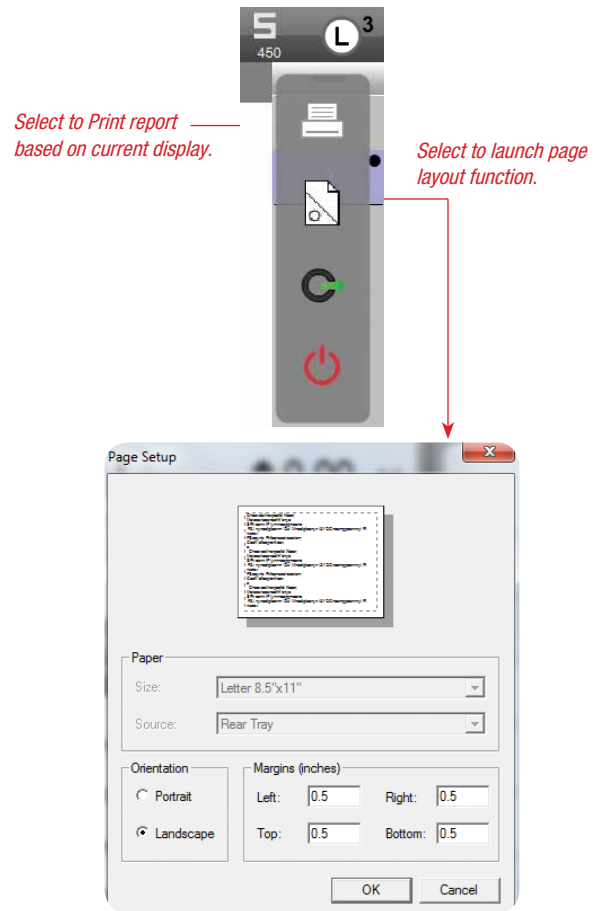 S
450
L 3
Select to Print report
based on current display.
Select to launch page
layout function.
Page Setup
Paper
Size: Letter 8.5"x11"
Source: Rear Tray
Orientation
Portrait
Landscape
Margins (inches)
Left: 0.5 Right: 0.5
Top: 0.5 Bottom: 0.5
OK Cancel